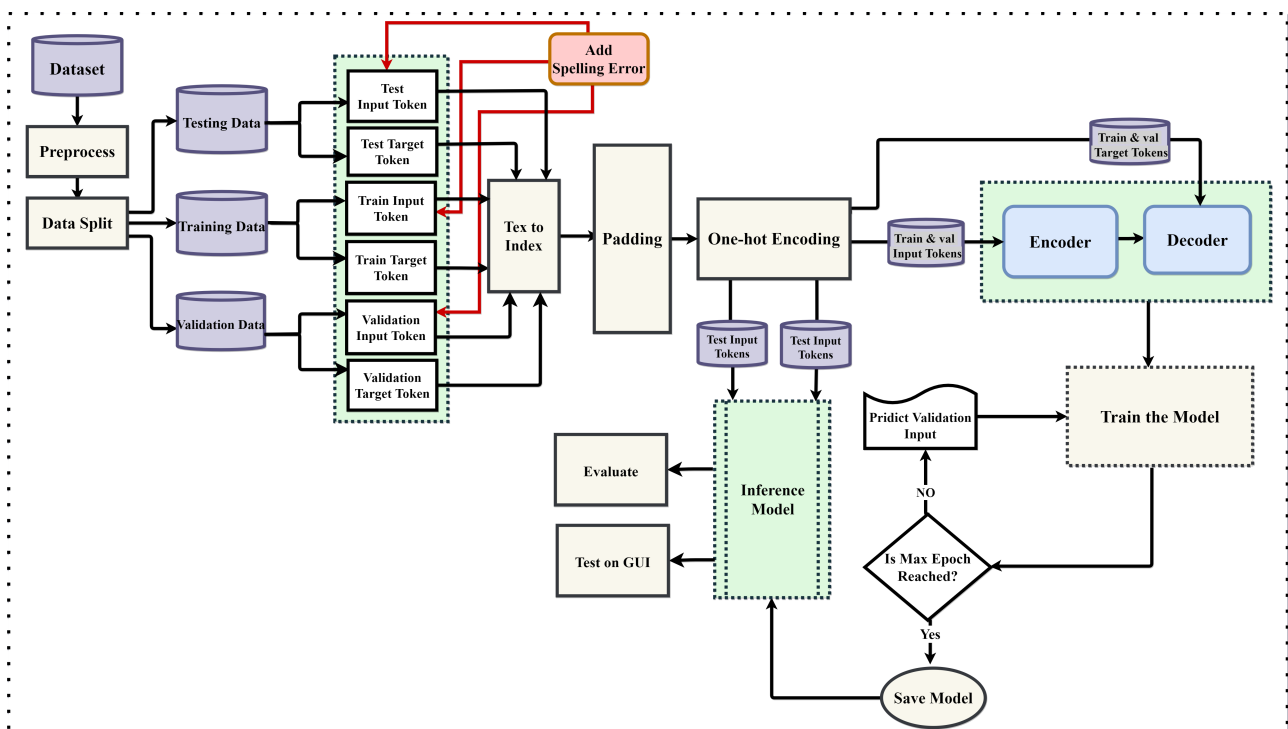 Dataset
Preprocess
Data Split
Testing Data
Training Data
Validation Data
Test
Input Token
Test Target
Token
Train Input
Token
Train Target
Token
Validation
Input Token
Validation
Target Token
Add
Spelling Error
Tex to
Index
Padding
One-hot Encoding
Train & val
Target Tokens
Train & val
Input Tokens
Encoder
Decoder
Test Input
Tokens
Test Input
Tokens
Train the Model
Pridict Validation
Input
NO
Is Max Epoch
Reached?
Yes
Save Model
Inference
Model
Evaluate
Test on GUI